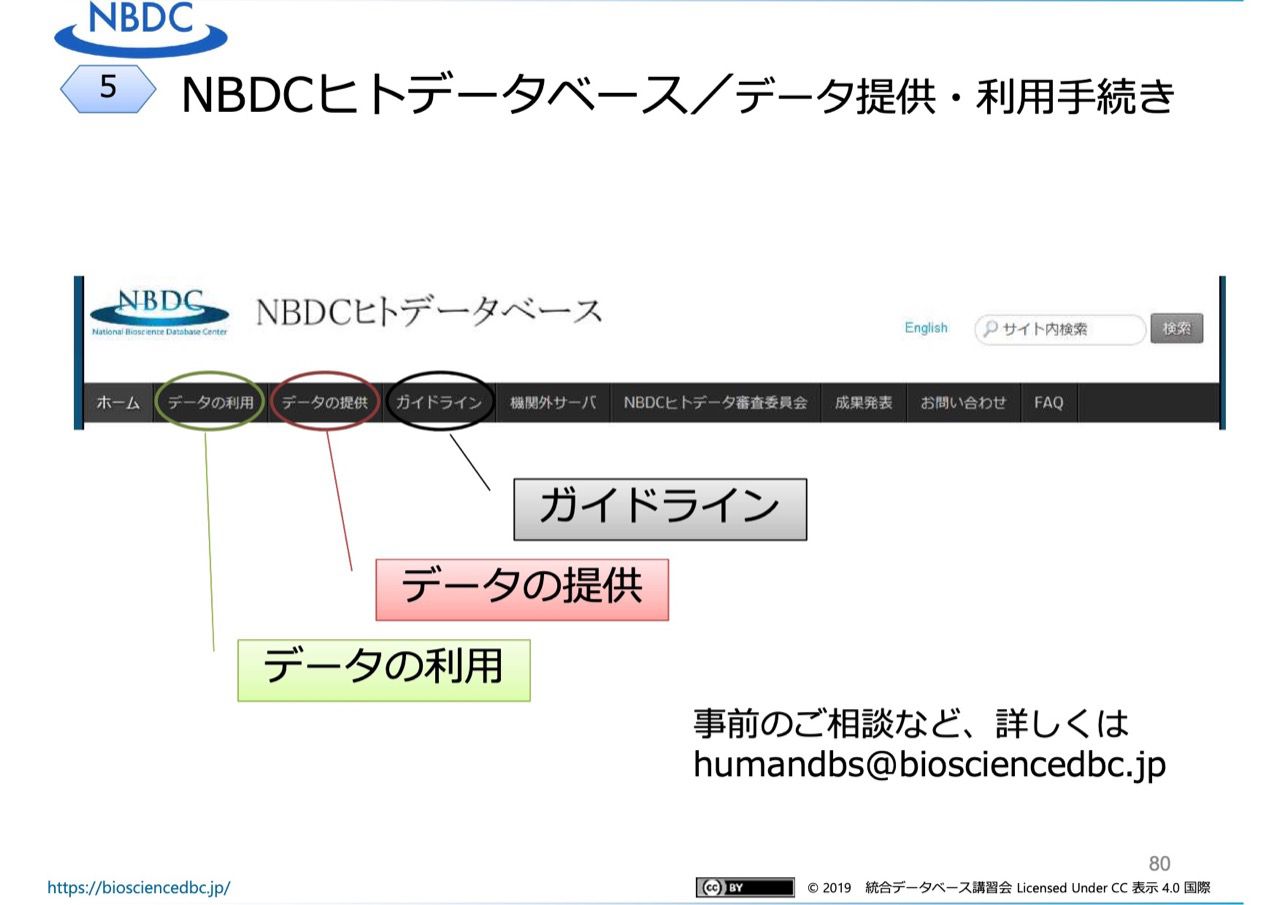 NBDC
5
NBDCヒトデータベース／データ提供・利用手続き
NBDC
National Bioscience Database Center
NBDCヒトデータベース
English
サイト内検索
検索
ホーム データの利用 データの提供 ガイドライン 機関外サーバ NBDCヒトデータ審査委員会 成果発表 お問い合わせ FAQ
ガイドライン
データの提供
データの利用
事前のご相談など、詳しくは
humandbs@biosciencedbc.jp
80
https://biosciencedbc.jp/
cc BY
© 2019 統合データベース講習会 Licensed Under CC 表示 4.0 国際